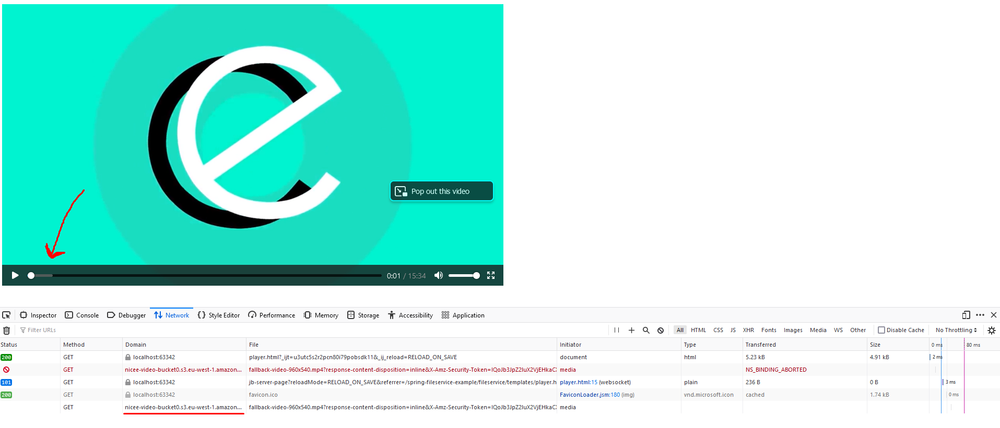 Pop out this video
0:01 / 15:34
Inspector Console Debugger Network Style Editor Performance Memory Storage Accessibility Application
Filter URLs All HTML CSS JS XHR Fonts Images Media WS Other Disable Cache No Throttling
Status Method Domain File Initiator Type Transferred Size 0 ms 80 ms
200 GET localhost:63342 player.html?_ijt=u3utc5s2r2pcn80i79pobsdk11&_ij_reload=RELOAD_ON_SAVE document html 5.23 kB 4.91 kB 2 ms
GET nicee-video-bucket0.s3.eu-west-1.amazon... fallback-video-960x540.mp4?response-content-disposition=inline&X-Amz-Security-Token=IQoJb3JpZ2luX2VjEHkaCX media NS_BINDING_ABORTED
101 GET localhost:63342 jb-server-page?reloadMode=RELOAD_ON_SAVE&referrer=/spring-fileservice-example/fileservice/templates/player.h player.html:15 (websocket) plain 236 B 0 B 3 ms
200 GET localhost:63342 favicon.ico FaviconLoader.jsm:180 (img) vnd.microsoft.icon cached 1.74 kB 0 ms
GET nicee-video-bucket0.s3.eu-west-1.amazon... fallback-video-960x540.mp4?response-content-disposition=inline&X-Amz-Security-Token=IQoJb3JpZ2luX2VjEHkaCX media